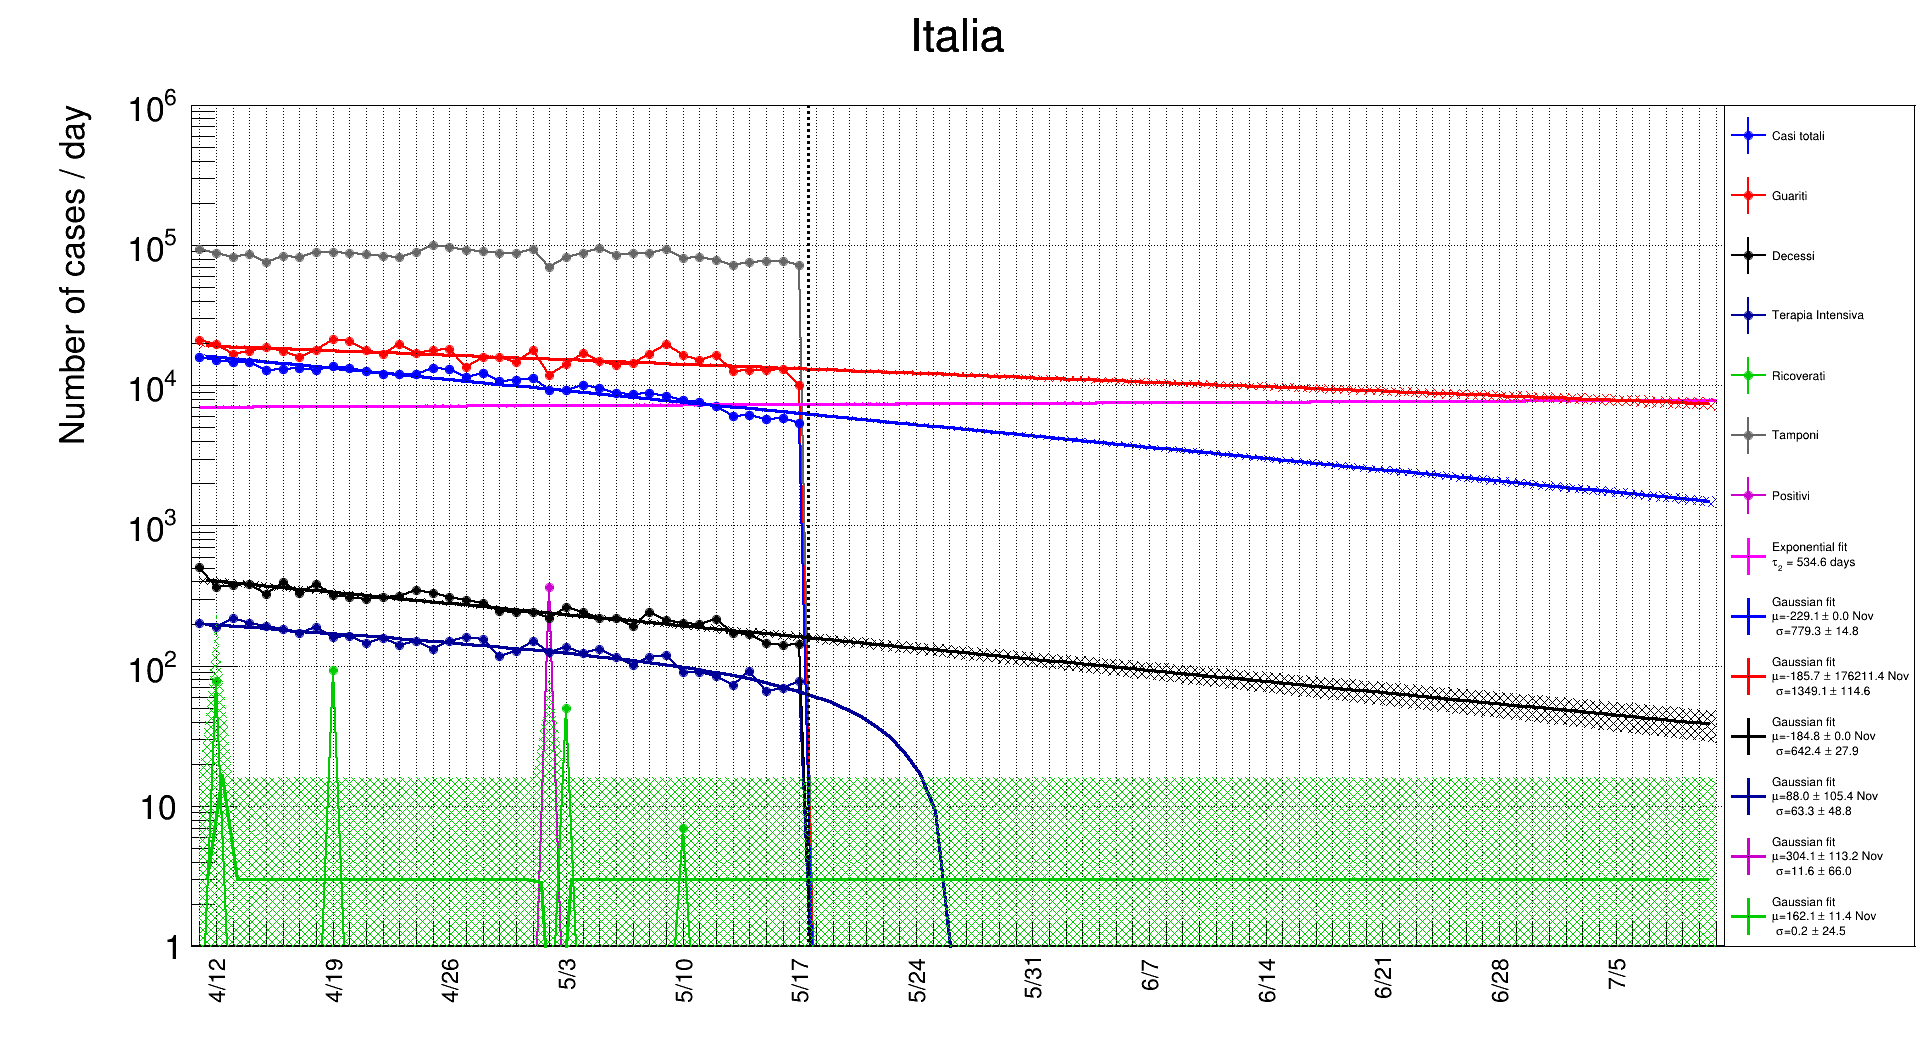 Italia
Number of cases / day
10^6
10^5
10^4
10^3
10^2
10
1
4/12
4/19
4/26
5/3
5/10
5/17
5/24
5/31
6/7
6/14
6/21
6/28
7/5
Casi totali
Guariti
Decessi
Terapia Intensiva
Ricoverati
Tamponi
Positivi
Exponential fit
τ_2 = 534.6 days
Gaussian fit
μ=-229.1 ± 0.0 Nov
σ=779.3 ± 14.8
Gaussian fit
μ=-185.7 ± 176211.4 Nov
σ=1349.1 ± 114.6
Gaussian fit
μ=-184.8 ± 0.0 Nov
σ=642.4 ± 27.9
Gaussian fit
μ=88.0 ± 105.4 Nov
σ=63.3 ± 48.8
Gaussian fit
μ=304.1 ± 113.2 Nov
σ=11.6 ± 66.0
Gaussian fit
μ=162.1 ± 11.4 Nov
σ=0.2 ± 24.5